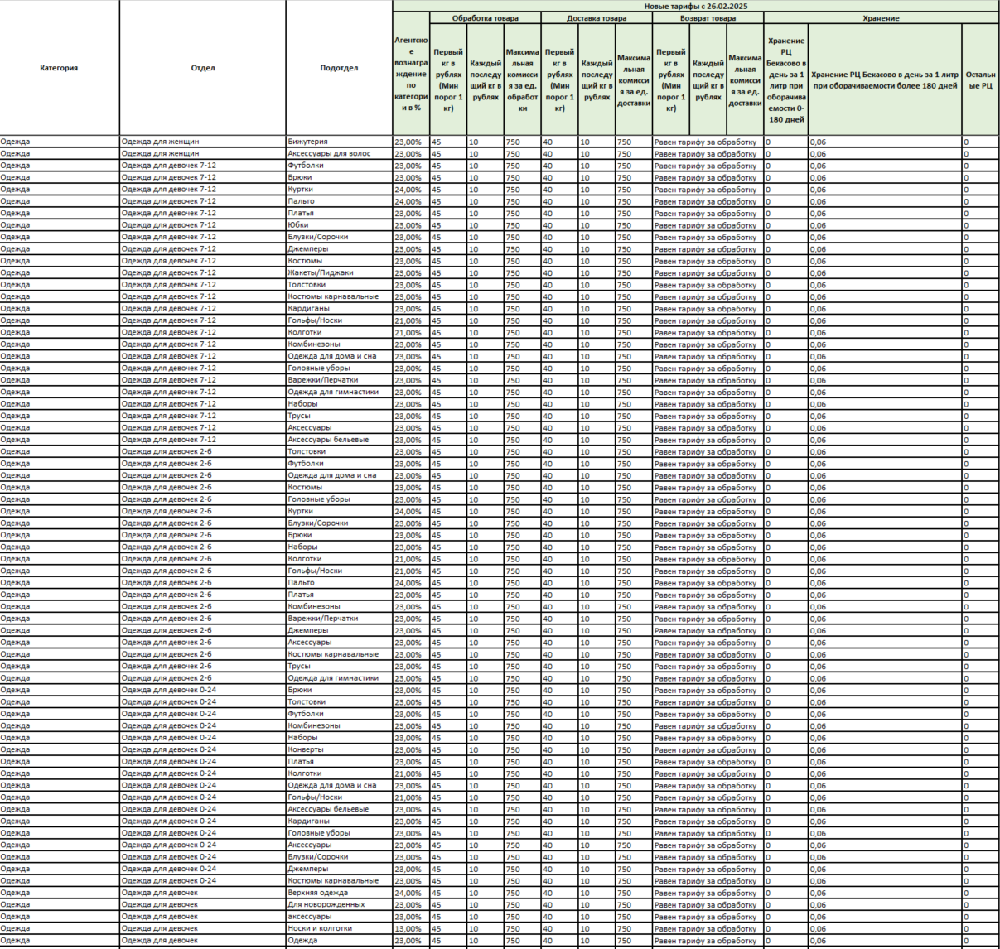 Новые тарифы с 26.02.2025
Обработка товара Доставка товара Возврат товара Хранение
Категория Отдел Подотдел Агентское вознаграждение по категории в % Первый кг в рублях (Мин порог 1 кг) Каждый последующий кг в рублях Максимальная комиссия за ед. обработки Первый кг в рублях (Мин порог 1 кг) Каждый последующий кг в рублях Максимальная комиссия за ед. доставки Первый кг в рублях (Мин порог 1 кг) Каждый последующий кг в рублях Максимальная комиссия за ед. доставки Хранение РЦ Бекасово в день за 1 литр при оборачиваемости 0-180 дней Хранение РЦ Бекасово в день за 1 литр при оборачиваемости более 180 дней Остальные РЦ
Одежда Одежда для женщин Бижутерия 23,00% 45 10 750 40 10 750 Равен тарифу за обработку 0 0,06 0
Одежда Одежда для женщин Аксессуары для волос 23,00% 45 10 750 40 10 750 Равен тарифу за обработку 0 0,06 0
Одежда Одежда для девочек 7-12 Футболки 23,00% 45 10 750 40 10 750 Равен тарифу за обработку 0 0,06 0
Одежда Одежда для девочек 7-12 Брюки 23,00% 45 10 750 40 10 750 Равен тарифу за обработку 0 0,06 0
Одежда Одежда для девочек 7-12 Куртки 24,00% 45 10 750 40 10 750 Равен тарифу за обработку 0 0,06 0
Одежда Одежда для девочек 7-12 Пальто 24,00% 45 10 750 40 10 750 Равен тарифу за обработку 0 0,06 0
Одежда Одежда для девочек 7-12 Платья 23,00% 45 10 750 40 10 750 Равен тарифу за обработку 0 0,06 0
Одежда Одежда для девочек 7-12 Юбки 23,00% 45 10 750 40 10 750 Равен тарифу за обработку 0 0,06 0
Одежда Одежда для девочек 7-12 Блузки/Сорочки 23,00% 45 10 750 40 10 750 Равен тарифу за обработку 0 0,06 0
Одежда Одежда для девочек 7-12 Джемперы 23,00% 45 10 750 40 10 750 Равен тарифу за обработку 0 0,06 0
Одежда Одежда для девочек 7-12 Костюмы 23,00% 45 10 750 40 10 750 Равен тарифу за обработку 0 0,06 0
Одежда Одежда для девочек 7-12 Жакеты/Пиджаки 23,00% 45 10 750 40 10 750 Равен тарифу за обработку 0 0,06 0
Одежда Одежда для девочек 7-12 Толстовки 23,00% 45 10 750 40 10 750 Равен тарифу за обработку 0 0,06 0
Одежда Одежда для девочек 7-12 Костюмы карнавальные 23,00% 45 10 750 40 10 750 Равен тарифу за обработку 0 0,06 0
Одежда Одежда для девочек 7-12 Кардиганы 23,00% 45 10 750 40 10 750 Равен тарифу за обработку 0 0,06 0
Одежда Одежда для девочек 7-12 Гольфы/Носки 21,00% 45 10 750 40 10 750 Равен тарифу за обработку 0 0,06 0
Одежда Одежда для девочек 7-12 Колготки 21,00% 45 10 750 40 10 750 Равен тарифу за обработку 0 0,06 0
Одежда Одежда для девочек 7-12 Комбинезоны 23,00% 45 10 750 40 10 750 Равен тарифу за обработку 0 0,06 0
Одежда Одежда для девочек 7-12 Одежда для дома и сна 23,00% 45 10 750 40 10 750 Равен тарифу за обработку 0 0,06 0
Одежда Одежда для девочек 7-12 Головные уборы 23,00% 45 10 750 40 10 750 Равен тарифу за обработку 0 0,06 0
Одежда Одежда для девочек 7-12 Варежки/Перчатки 23,00% 45 10 750 40 10 750 Равен тарифу за обработку 0 0,06 0
Одежда Одежда для девочек 7-12 Одежда для гимнастики 23,00% 45 10 750 40 10 750 Равен тарифу за обработку 0 0,06 0
Одежда Одежда для девочек 7-12 Наборы 23,00% 45 10 750 40 10 750 Равен тарифу за обработку 0 0,06 0
Одежда Одежда для девочек 7-12 Трусы 23,00% 45 10 750 40 10 750 Равен тарифу за обработку 0 0,06 0
Одежда Одежда для девочек 7-12 Аксессуары 23,00% 45 10 750 40 10 750 Равен тарифу за обработку 0 0,06 0
Одежда Одежда для девочек 7-12 Аксессуары бельевые 23,00% 45 10 750 40 10 750 Равен тарифу за обработку 0 0,06 0
Одежда Одежда для девочек 2-6 Толстовки 23,00% 45 10 750 40 10 750 Равен тарифу за обработку 0 0,06 0
Одежда Одежда для девочек 2-6 Футболки 23,00% 45 10 750 40 10 750 Равен тарифу за обработку 0 0,06 0
Одежда Одежда для девочек 2-6 Одежда для дома и сна 23,00% 45 10 750 40 10 750 Равен тарифу за обработку 0 0,06 0
Одежда Одежда для девочек 2-6 Костюмы 23,00% 45 10 750 40 10 750 Равен тарифу за обработку 0 0,06 0
Одежда Одежда для девочек 2-6 Головные уборы 23,00% 45 10 750 40 10 750 Равен тарифу за обработку 0 0,06 0
Одежда Одежда для девочек 2-6 Куртки 24,00% 45 10 750 40 10 750 Равен тарифу за обработку 0 0,06 0
Одежда Одежда для девочек 2-6 Блузки/Сорочки 23,00% 45 10 750 40 10 750 Равен тарифу за обработку 0 0,06 0
Одежда Одежда для девочек 2-6 Брюки 23,00% 45 10 750 40 10 750 Равен тарифу за обработку 0 0,06 0
Одежда Одежда для девочек 2-6 Наборы 23,00% 45 10 750 40 10 750 Равен тарифу за обработку 0 0,06 0
Одежда Одежда для девочек 2-6 Колготки 21,00% 45 10 750 40 10 750 Равен тарифу за обработку 0 0,06 0
Одежда Одежда для девочек 2-6 Гольфы/Носки 21,00% 45 10 750 40 10 750 Равен тарифу за обработку 0 0,06 0
Одежда Одежда для девочек 2-6 Пальто 24,00% 45 10 750 40 10 750 Равен тарифу за обработку 0 0,06 0
Одежда Одежда для девочек 2-6 Платья 23,00% 45 10 750 40 10 750 Равен тарифу за обработку 0 0,06 0
Одежда Одежда для девочек 2-6 Комбинезоны 23,00% 45 10 750 40 10 750 Равен тарифу за обработку 0 0,06 0
Одежда Одежда для девочек 2-6 Варежки/Перчатки 23,00% 45 10 750 40 10 750 Равен тарифу за обработку 0 0,06 0
Одежда Одежда для девочек 2-6 Джемперы 23,00% 45 10 750 40 10 750 Равен тарифу за обработку 0 0,06 0
Одежда Одежда для девочек 2-6 Аксессуары 23,00% 45 10 750 40 10 750 Равен тарифу за обработку 0 0,06 0
Одежда Одежда для девочек 2-6 Костюмы карнавальные 23,00% 45 10 750 40 10 750 Равен тарифу за обработку 0 0,06 0
Одежда Одежда для девочек 2-6 Трусы 23,00% 45 10 750 40 10 750 Равен тарифу за обработку 0 0,06 0
Одежда Одежда для девочек 2-6 Одежда для гимнастики 23,00% 45 10 750 40 10 750 Равен тарифу за обработку 0 0,06 0
Одежда Одежда для девочек 0-24 Брюки 23,00% 45 10 750 40 10 750 Равен тарифу за обработку 0 0,06 0
Одежда Одежда для девочек 0-24 Толстовки 23,00% 45 10 750 40 10 750 Равен тарифу за обработку 0 0,06 0
Одежда Одежда для девочек 0-24 Футболки 23,00% 45 10 750 40 10 750 Равен тарифу за обработку 0 0,06 0
Одежда Одежда для девочек 0-24 Комбинезоны 23,00% 45 10 750 40 10 750 Равен тарифу за обработку 0 0,06 0
Одежда Одежда для девочек 0-24 Наборы 23,00% 45 10 750 40 10 750 Равен тарифу за обработку 0 0,06 0
Одежда Одежда для девочек 0-24 Конверты 23,00% 45 10 750 40 10 750 Равен тарифу за обработку 0 0,06 0
Одежда Одежда для девочек 0-24 Платья 23,00% 45 10 750 40 10 750 Равен тарифу за обработку 0 0,06 0
Одежда Одежда для девочек 0-24 Колготки 21,00% 45 10 750 40 10 750 Равен тарифу за обработку 0 0,06 0
Одежда Одежда для девочек 0-24 Одежда для дома и сна 23,00% 45 10 750 40 10 750 Равен тарифу за обработку 0 0,06 0
Одежда Одежда для девочек 0-24 Гольфы/Носки 21,00% 45 10 750 40 10 750 Равен тарифу за обработку 0 0,06 0
Одежда Одежда для девочек 0-24 Аксессуары бельевые 23,00% 45 10 750 40 10 750 Равен тарифу за обработку 0 0,06 0
Одежда Одежда для девочек 0-24 Кардиганы 23,00% 45 10 750 40 10 750 Равен тарифу за обработку 0 0,06 0
Одежда Одежда для девочек 0-24 Головные уборы 23,00% 45 10 750 40 10 750 Равен тарифу за обработку 0 0,06 0
Одежда Одежда для девочек 0-24 Аксессуары 23,00% 45 10 750 40 10 750 Равен тарифу за обработку 0 0,06 0
Одежда Одежда для девочек 0-24 Блузки/Сорочки 23,00% 45 10 750 40 10 750 Равен тарифу за обработку 0 0,06 0
Одежда Одежда для девочек 0-24 Джемперы 23,00% 45 10 750 40 10 750 Равен тарифу за обработку 0 0,06 0
Одежда Одежда для девочек 0-24 Костюмы карнавальные 23,00% 45 10 750 40 10 750 Равен тарифу за обработку 0 0,06 0
Одежда Одежда для девочек Верхняя одежда 24,00% 45 10 750 40 10 750 Равен тарифу за обработку 0 0,06 0
Одежда Одежда для девочек Для новорожденных 23,00% 45 10 750 40 10 750 Равен тарифу за обработку 0 0,06 0
Одежда Одежда для девочек аксессуары 23,00% 45 10 750 40 10 750 Равен тарифу за обработку 0 0,06 0
Одежда Одежда для девочек Носки и колготки 13,00% 45 10 750 40 10 750 Равен тарифу за обработку 0 0,06 0
Одежда Одежда для девочек Одежда 23,00% 45 10 750 40 10 750 Равен тарифу за обработку 0 0,06 0